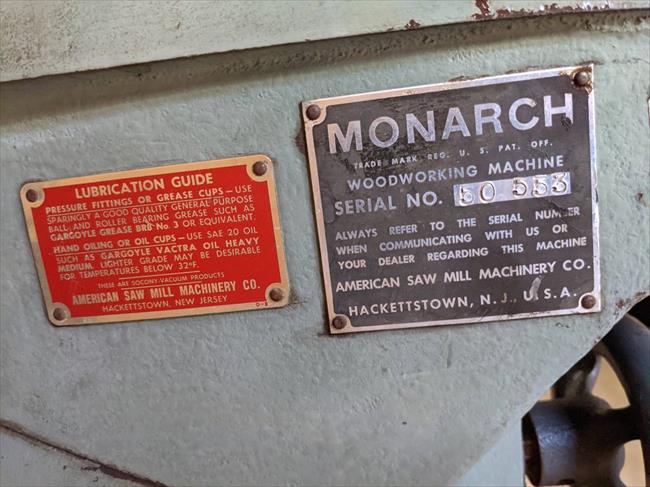 LUBRICATION GUIDE
PRESSURE FITTINGS OR GREASE CUPS - USE
SPARINGLY A GOOD QUALITY GENERAL PURPOSE
BALL AND ROLLER BEARING GREASE SUCH AS
GARGOYLE GREASE BRB No. 3 OR EQUIVALENT.
HAND OILING OR OIL CUPS - USE SAE 20 OIL
SUCH AS GARGOYLE VACTRA OIL HEAVY
MEDIUM. LIGHTER GRADE MAY BE DESIRABLE
FOR TEMPERATURES BELOW 32°F.
THESE ARE SOCONY-VACUUM PRODUCTS
AMERICAN SAW MILL MACHINERY CO.
HACKETTSTOWN, NEW JERSEY
MONARCH
TRADE MARK REG. U. S. PAT. OFF.
WOODWORKING MACHINE
SERIAL NO. 50 553
ALWAYS REFER TO THE SERIAL NUMBER
WHEN COMMUNICATING WITH US OR
YOUR DEALER REGARDING THIS MACHINE
AMERICAN SAW MILL MACHINERY CO.
HACKETTSTOWN, N. J., U.S.A.